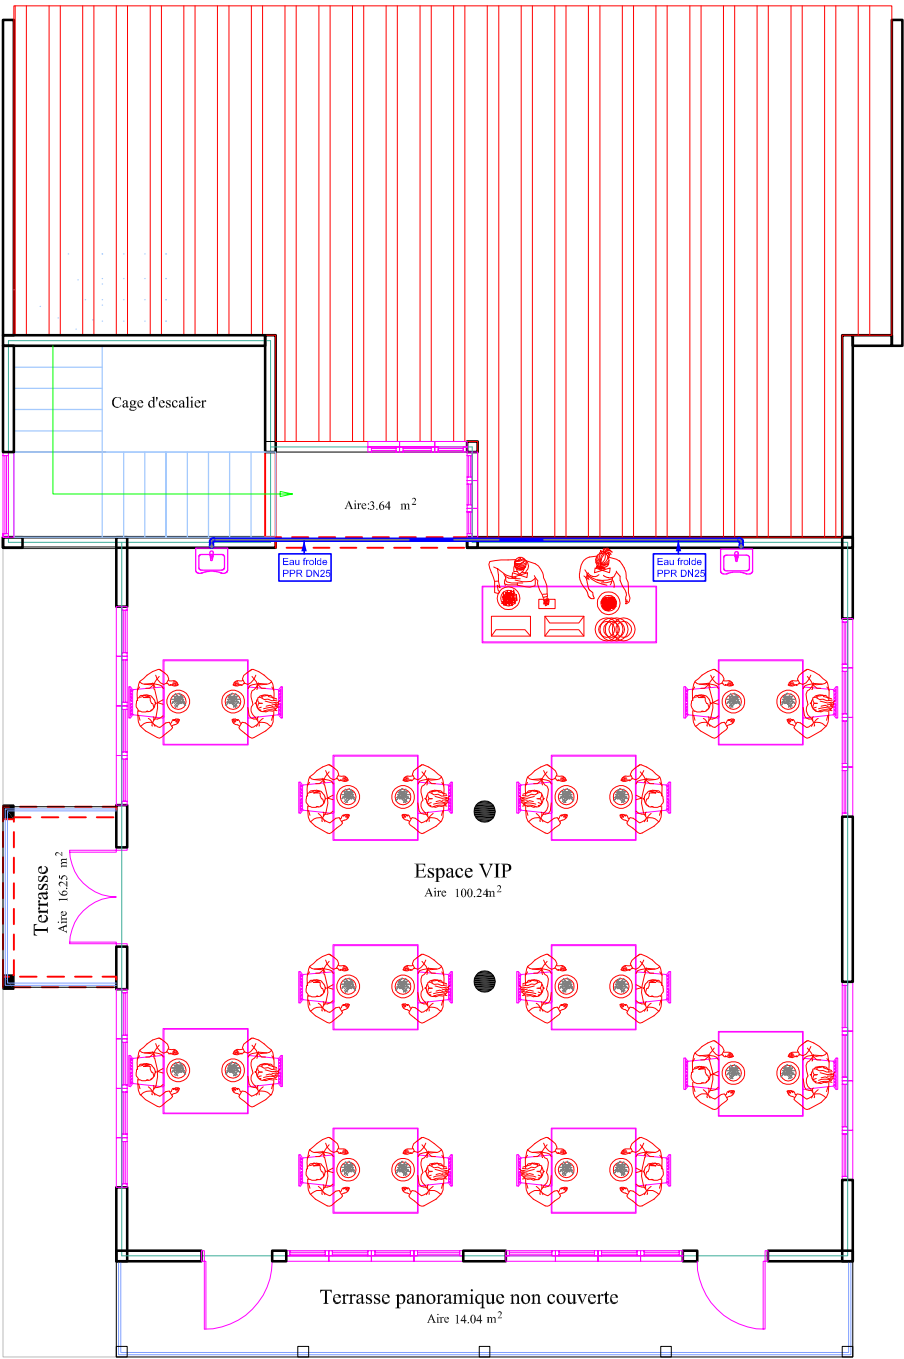 Cage d'escalier
Aire:3.64 m²
Eau froIde
PPR DN25
Eau froIde
PPR DN25
Espace VIP
Aire 100.24m²
Terrasse
Aire 16.25 m²
Terrasse panoramique non couverte
Aire 14.04 m²